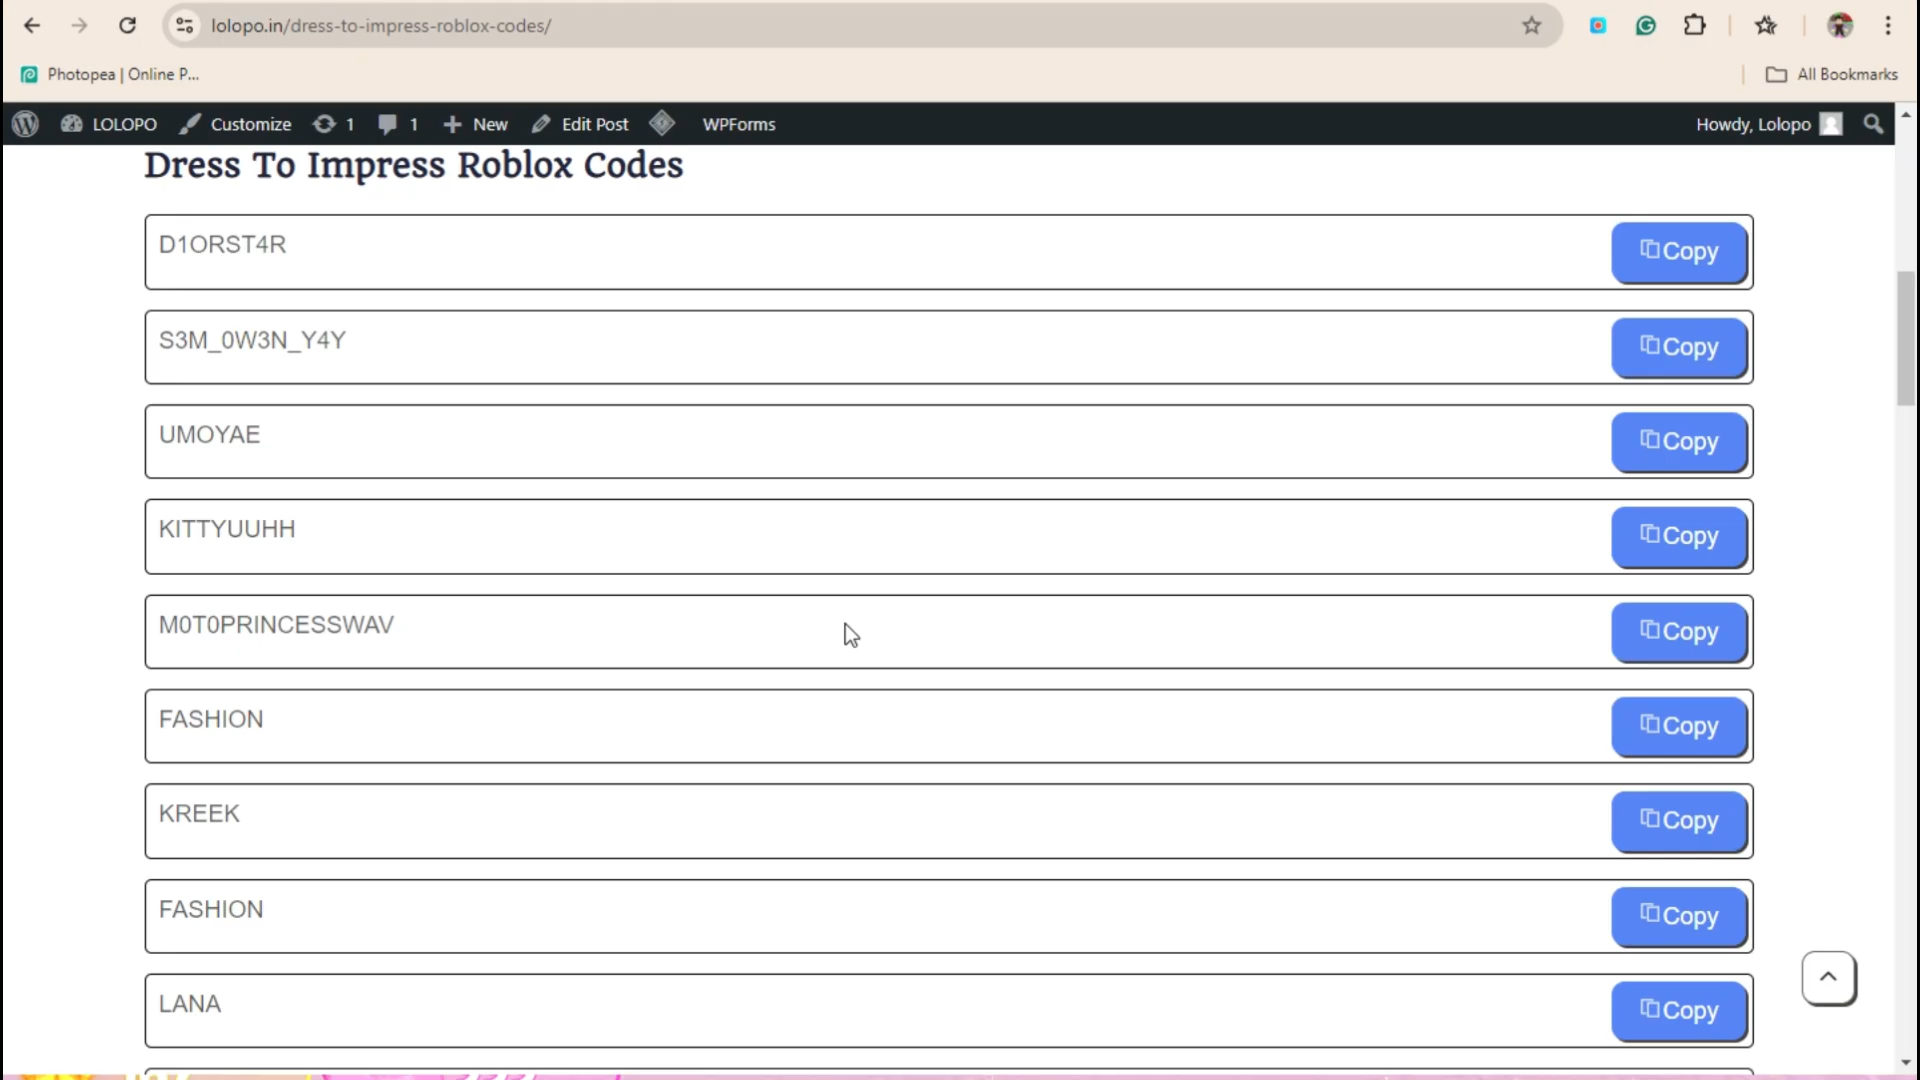 lolopo.in/dress-to-impress-roblox-codes/
Photopea | Online P...
All Bookmarks
LOLOPO Customize 1 1 New Edit Post WPForms Howdy, Lolopo
Dress To Impress Roblox Codes
D1ORST4R Copy
S3M_0W3N_Y4Y Copy
UMOYAE Copy
KITTYUUHH Copy
M0T0PRINCESSWAV Copy
FASHION Copy
KREEK Copy
FASHION Copy
LANA Copy